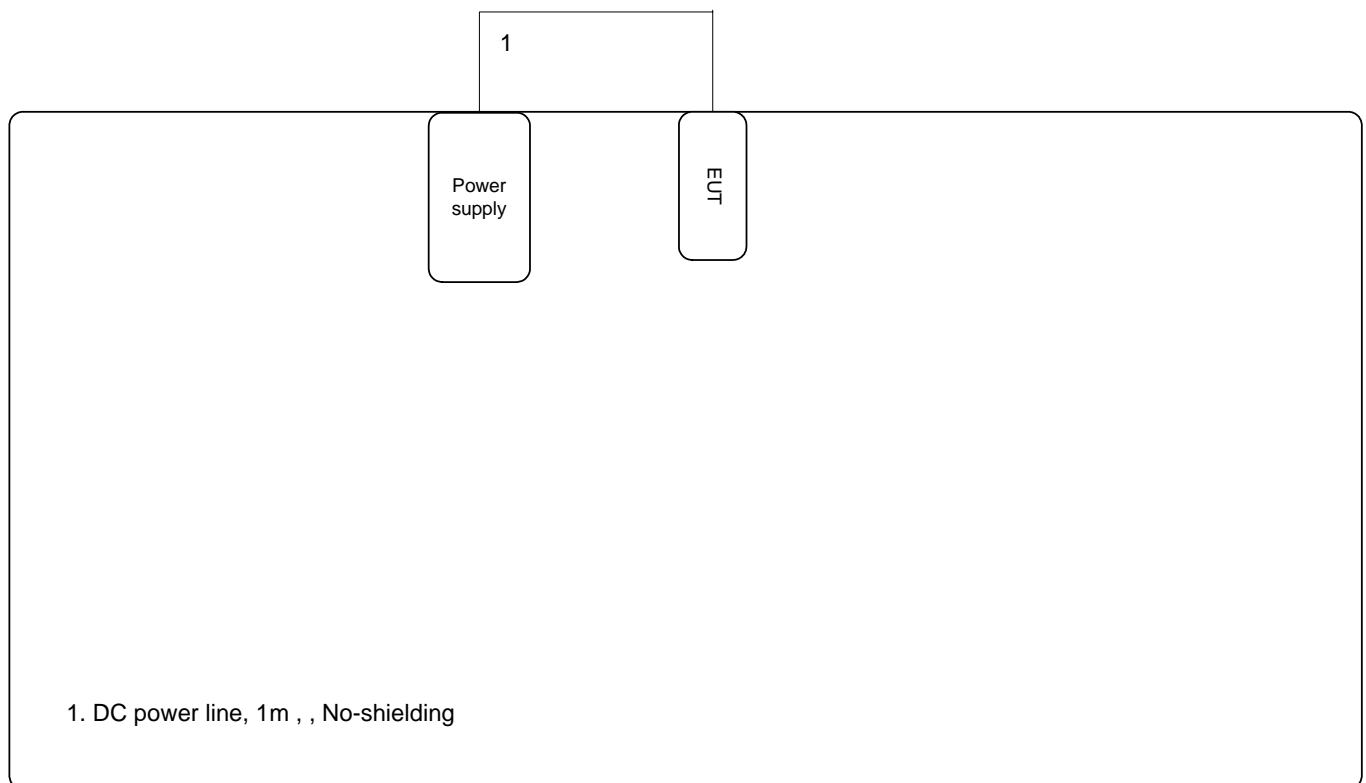 1
Power
supply
EUT
1. DC power line, 1m , , No-shielding